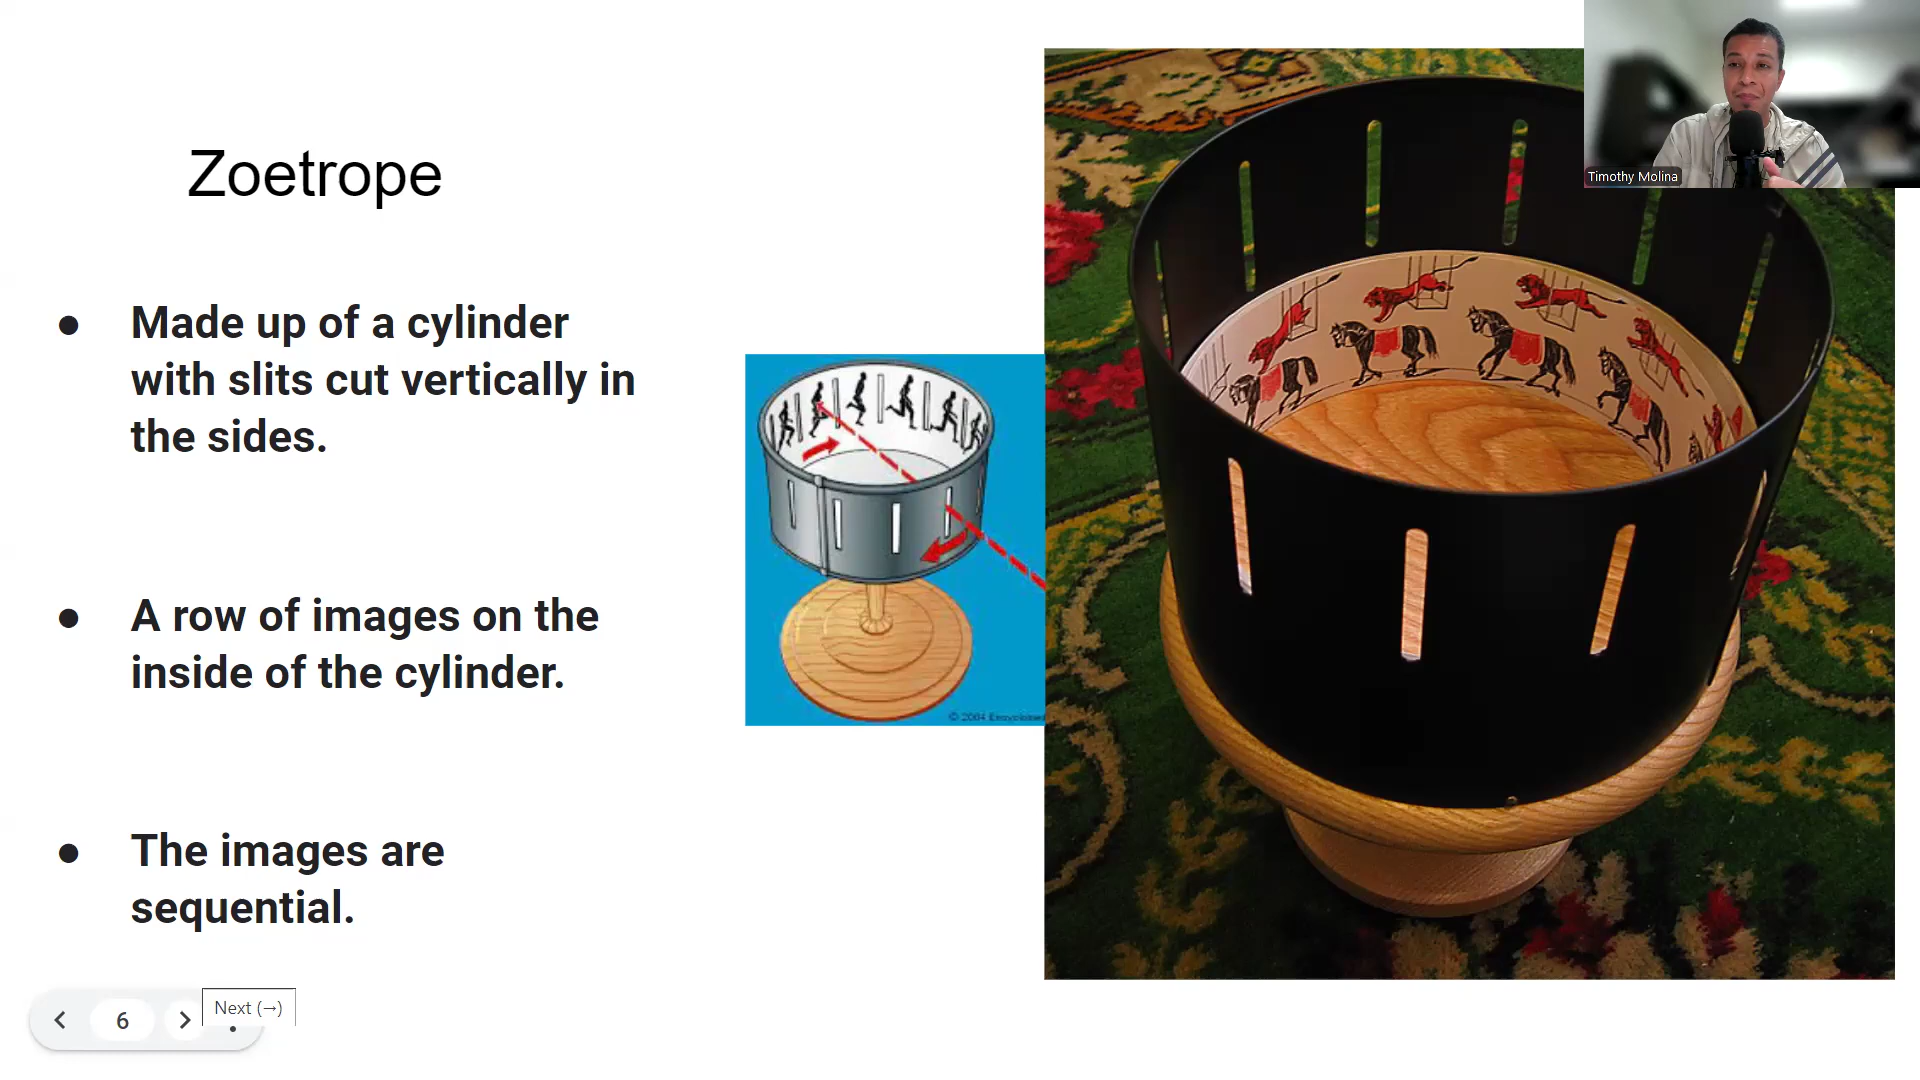 Timothy Molina
Zoetrope
● Made up of a cylinder
with slits cut vertically in
the sides.
● A row of images on the
inside of the cylinder.
● The images are
sequential.
© 2004
6
Next (→)